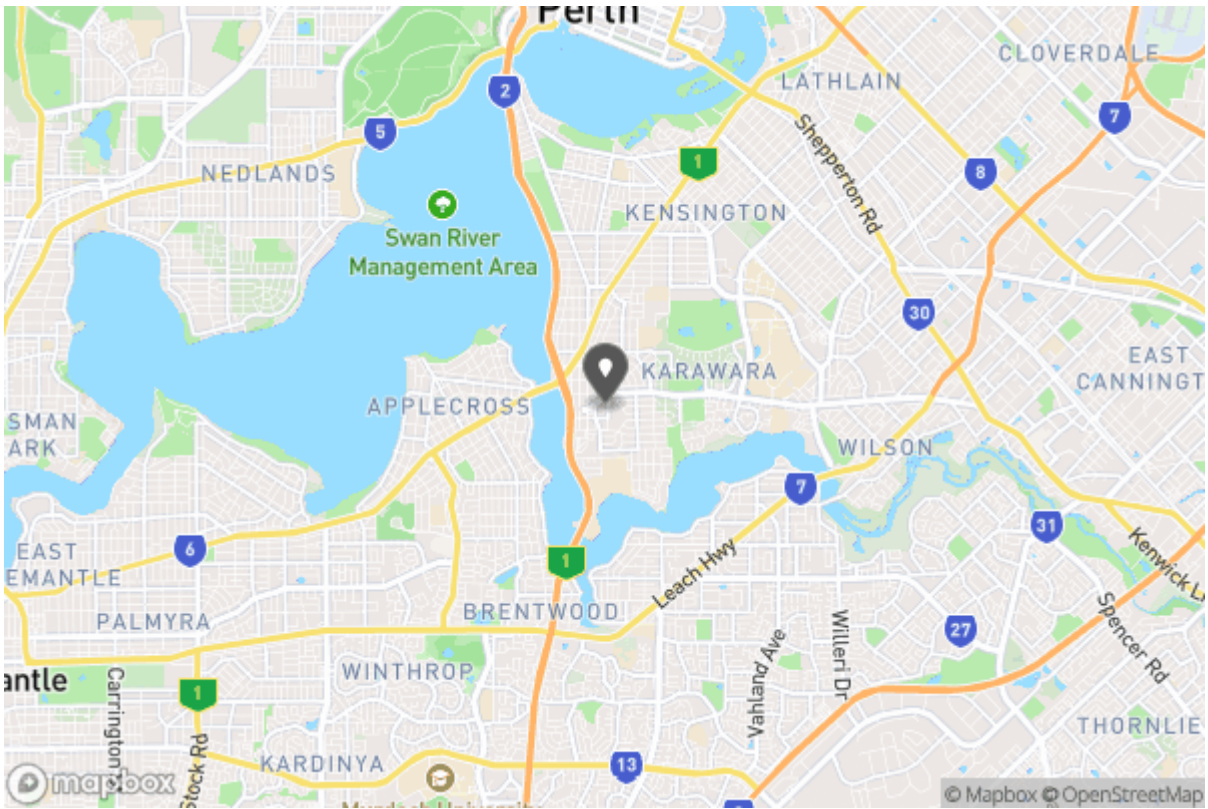 Perth
CLOVERDALE
LATHLAIN
2
7
5
Shepperton Rd
1
8
NEDLANDS
KENSINGTON
Swan River
Management Area
30
EAST
CANNINGT
KARAWARA
APPLECROSS
SMAN
ARK
WILSON
7
31
6
EAST
EMANTLE
1
Leach Hwy
Kenwick L
BRENTWOOD
PALMYRA
27
Spencer Rd
Willeri Dr
Vahland Ave
WINTHROP
antle
1
Carrington
Stock Rd
THORNLIE
KARDINYA
13
mapbox
Murdoch University
© Mapbox © OpenStreetMap